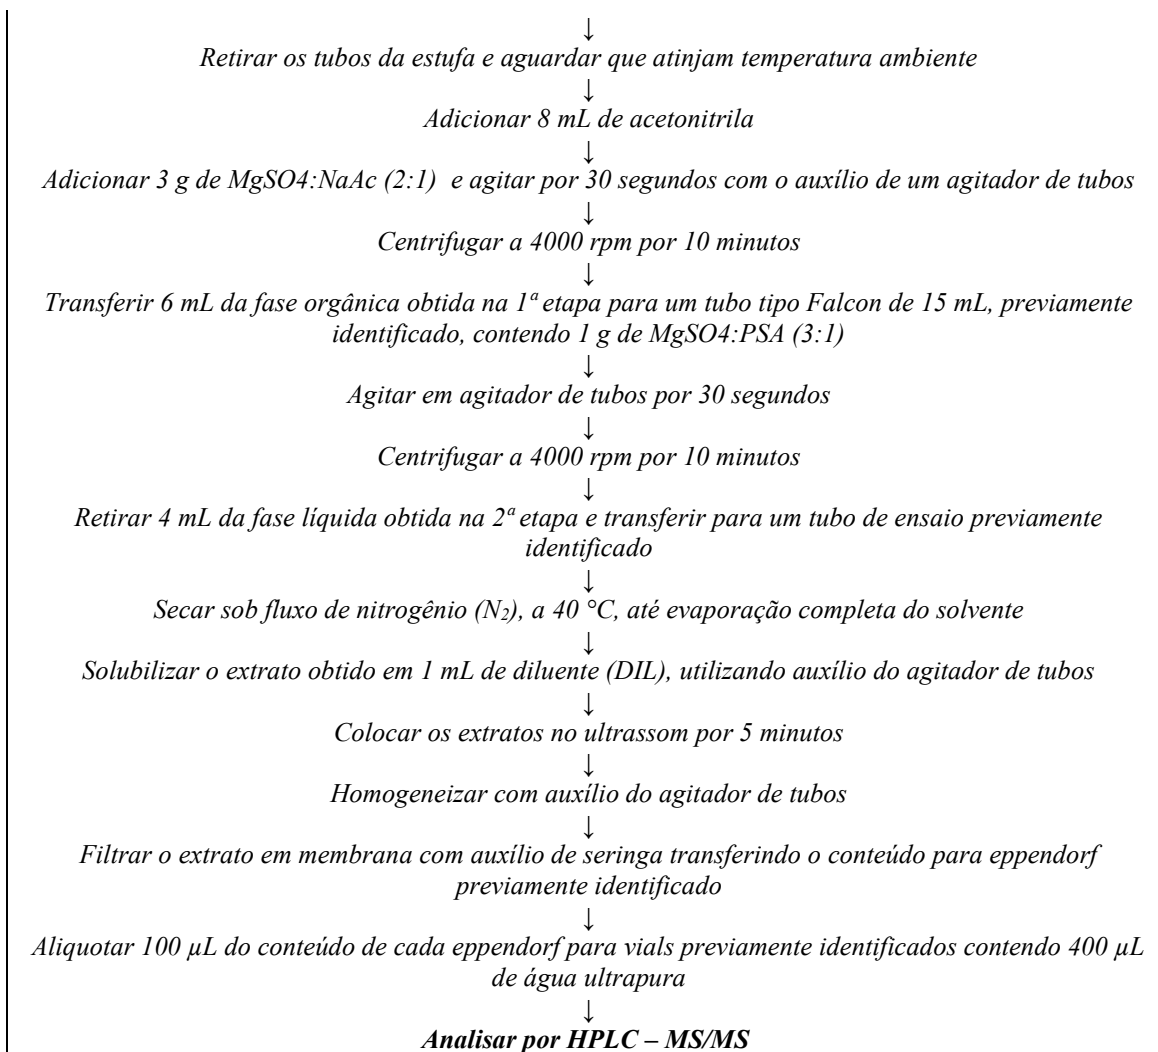 ↓
Retirar os tubos da estufa e aguardar que atinjam temperatura ambiente
↓
Adicionar 8 mL de acetonitrila
↓
Adicionar 3 g de MgSO4:NaAc (2:1)  e agitar por 30 segundos com o auxílio de um agitador de tubos
↓
Centrifugar a 4000 rpm por 10 minutos
↓
Transferir 6 mL da fase orgânica obtida na 1ª etapa para um tubo tipo Falcon de 15 mL, previamente
identificado, contendo 1 g de MgSO4:PSA (3:1)
↓
Agitar em agitador de tubos por 30 segundos
↓
Centrifugar a 4000 rpm por 10 minutos
↓
Retirar 4 mL da fase líquida obtida na 2ª etapa e transferir para um tubo de ensaio previamente
identificado
↓
Secar sob fluxo de nitrogênio (N₂), a 40 °C, até evaporação completa do solvente
↓
Solubilizar o extrato obtido em 1 mL de diluente (DIL), utilizando auxílio do agitador de tubos
↓
Colocar os extratos no ultrassom por 5 minutos
↓
Homogeneizar com auxílio do agitador de tubos
↓
Filtrar o extrato em membrana com auxílio de seringa transferindo o conteúdo para eppendorf
previamente identificado
↓
Aliquotar 100 µL do conteúdo de cada eppendorf para vials previamente identificados contendo 400 µL
de água ultrapura
↓
Analisar por HPLC – MS/MS